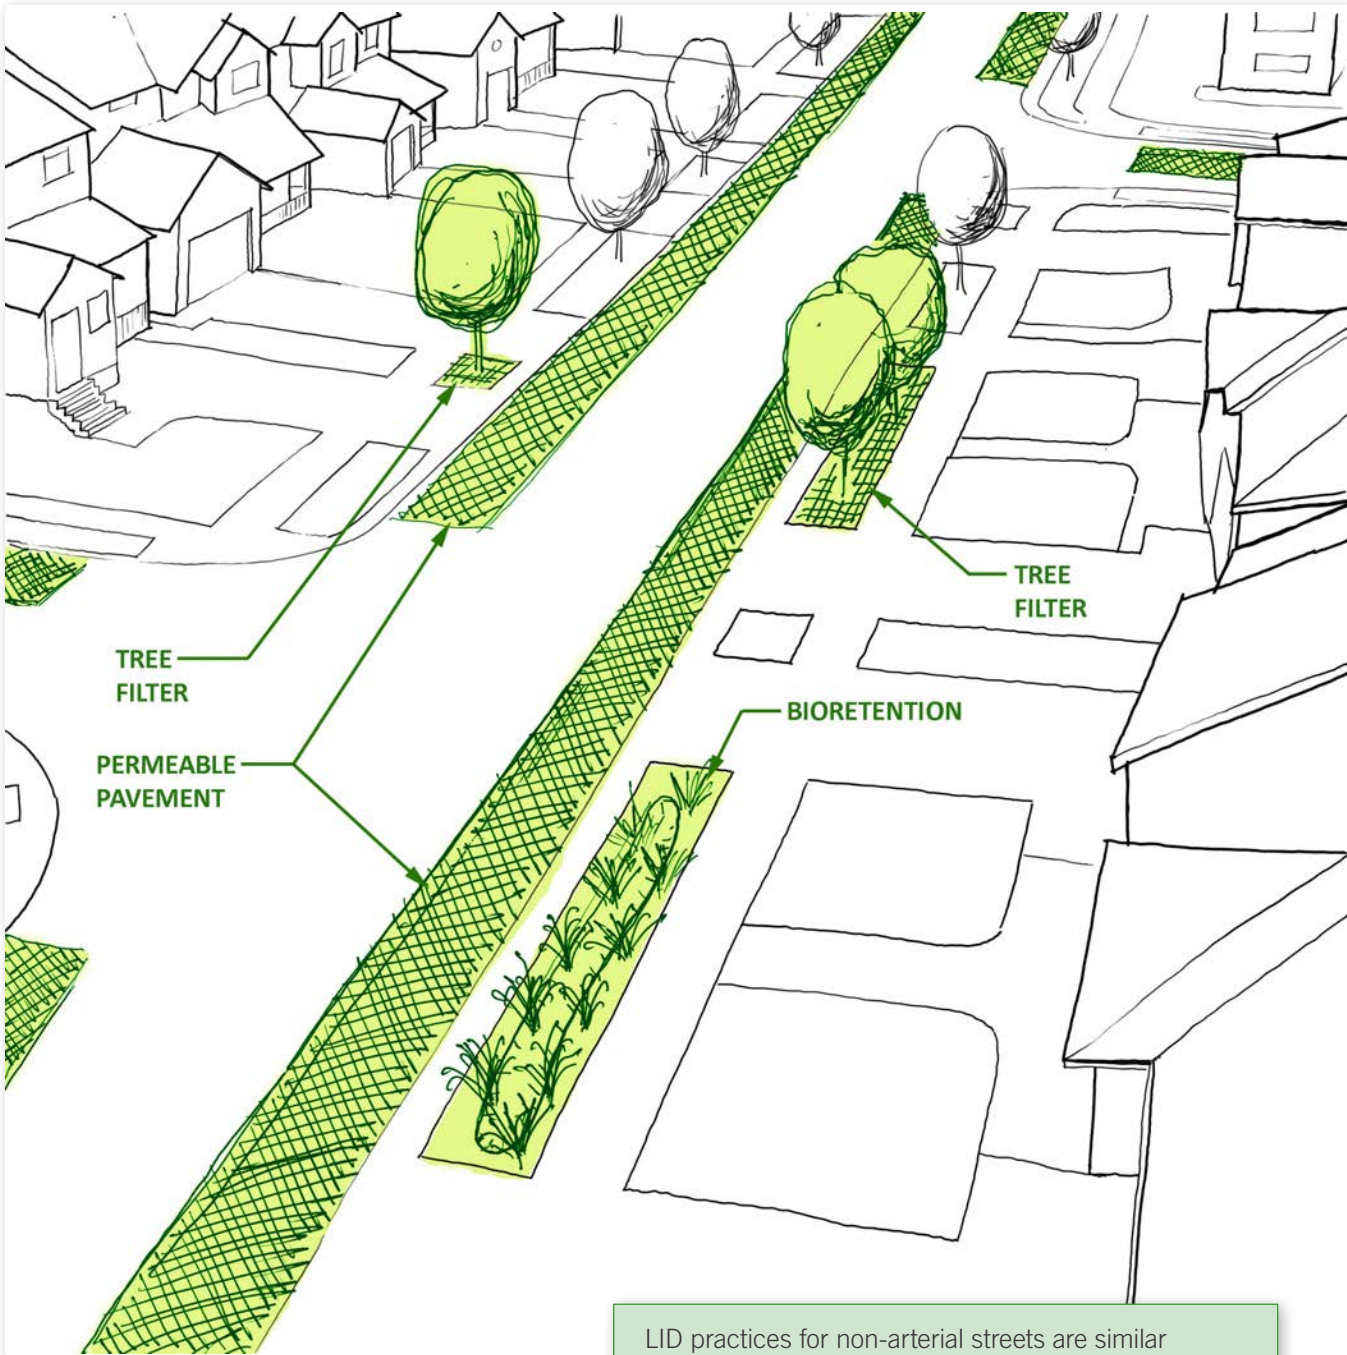 TREE
FILTER
TREE
FILTER
BIORETENTION
PERMEABLE
PAVEMENT
LID practices for non-arterial streets are similar